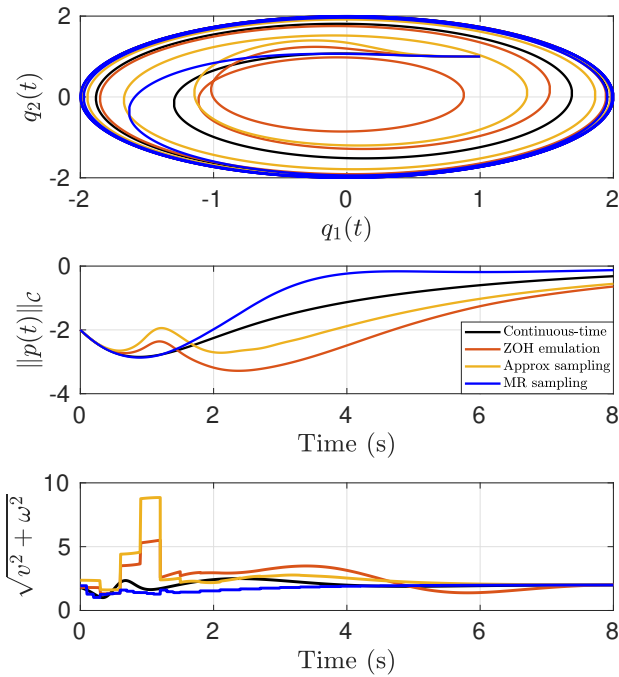 2
0
-2
q₂(t)
-2 -1 0 1 2
q₁(t)
0
-2
-4
||p(t)||_C
Continuous-time
ZOH emulation
Approx sampling
MR sampling
0 2 4 6 8
Time (s)
10
5
0
√v² + ω²
0 2 4 6 8
Time (s)